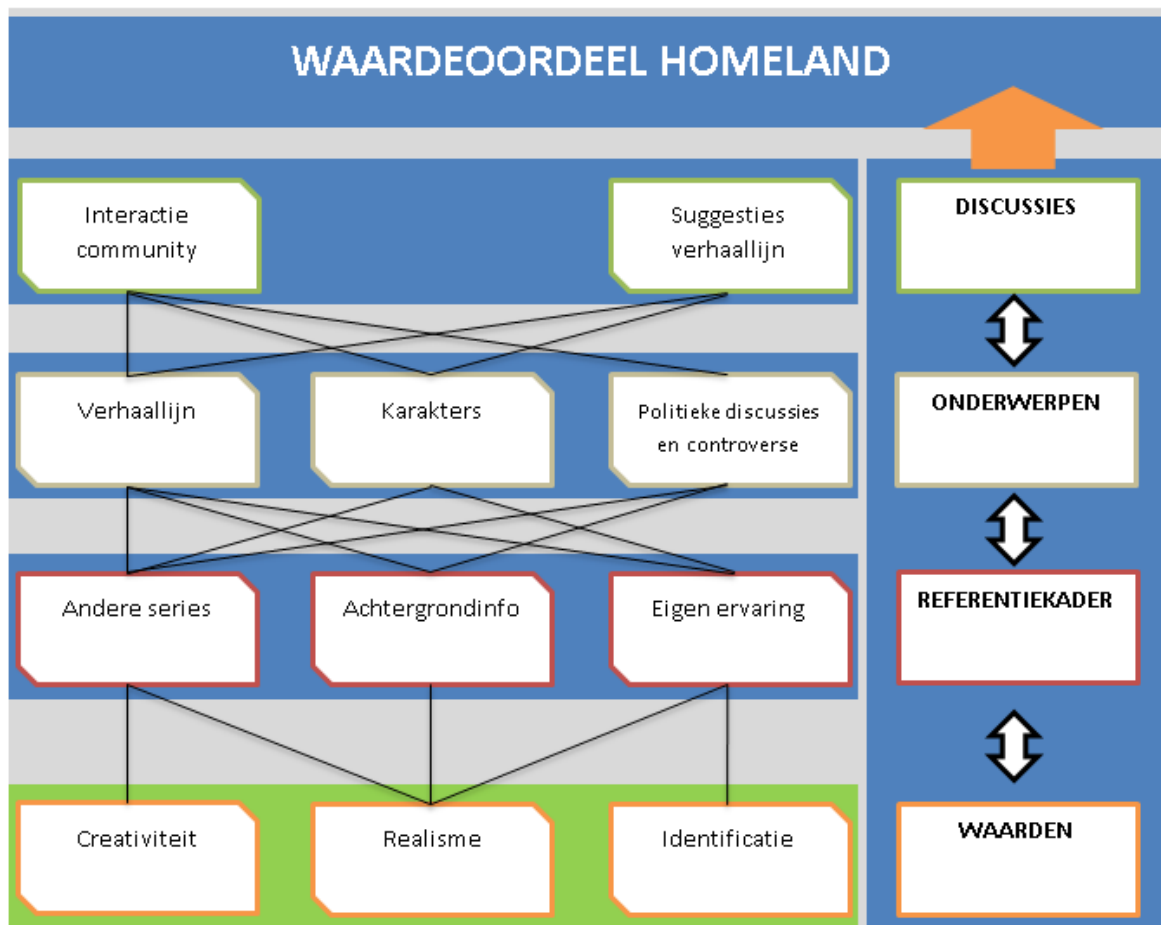 WAARDEOORDEEL HOMELAND
Interactie
community
Suggesties
verhaallijn
DISCUSSIES
Verhaallijn
Karakters
Politieke discussies
en controverse
ONDERWERPEN
Andere series
Achtergrondinfo
Eigen ervaring
REFERENTIEKADER
Creativiteit
Realisme
Identificatie
WAARDEN